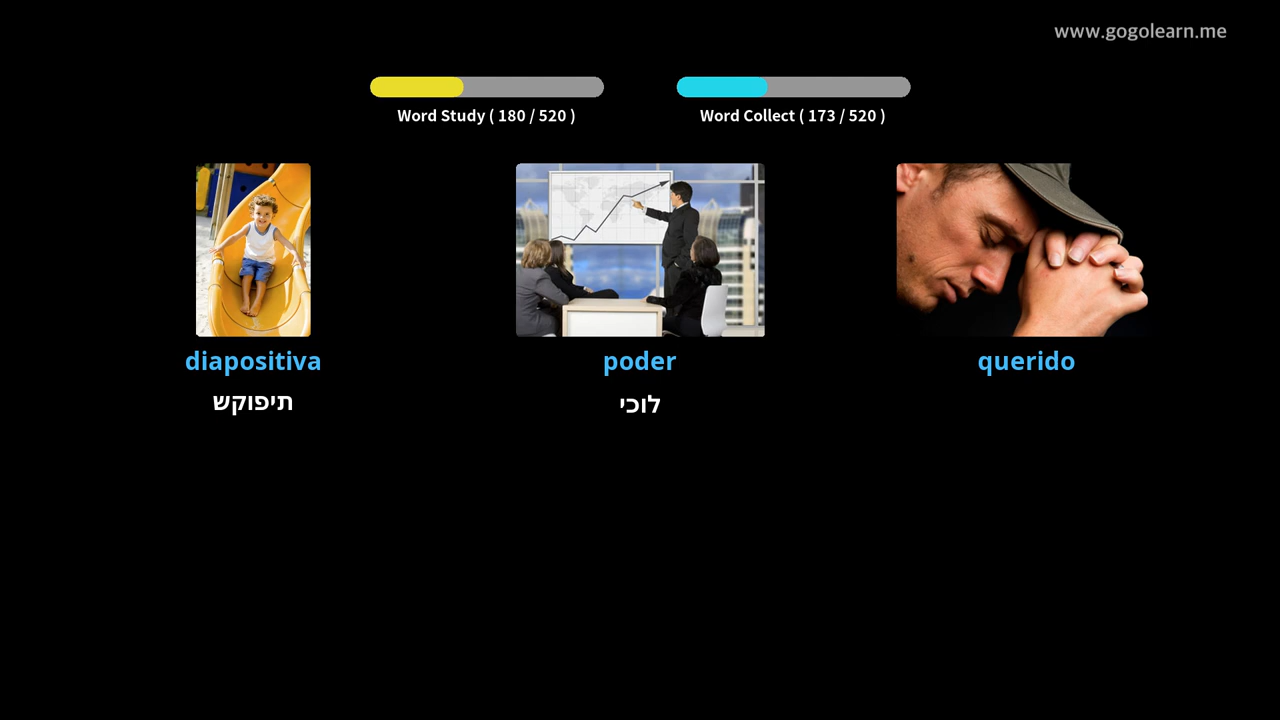 www.gogolearn.me
Word Study ( 180 / 520 )
Word Collect ( 173 / 520 )
diapositiva
תיפוקש
poder
לוכי
querido